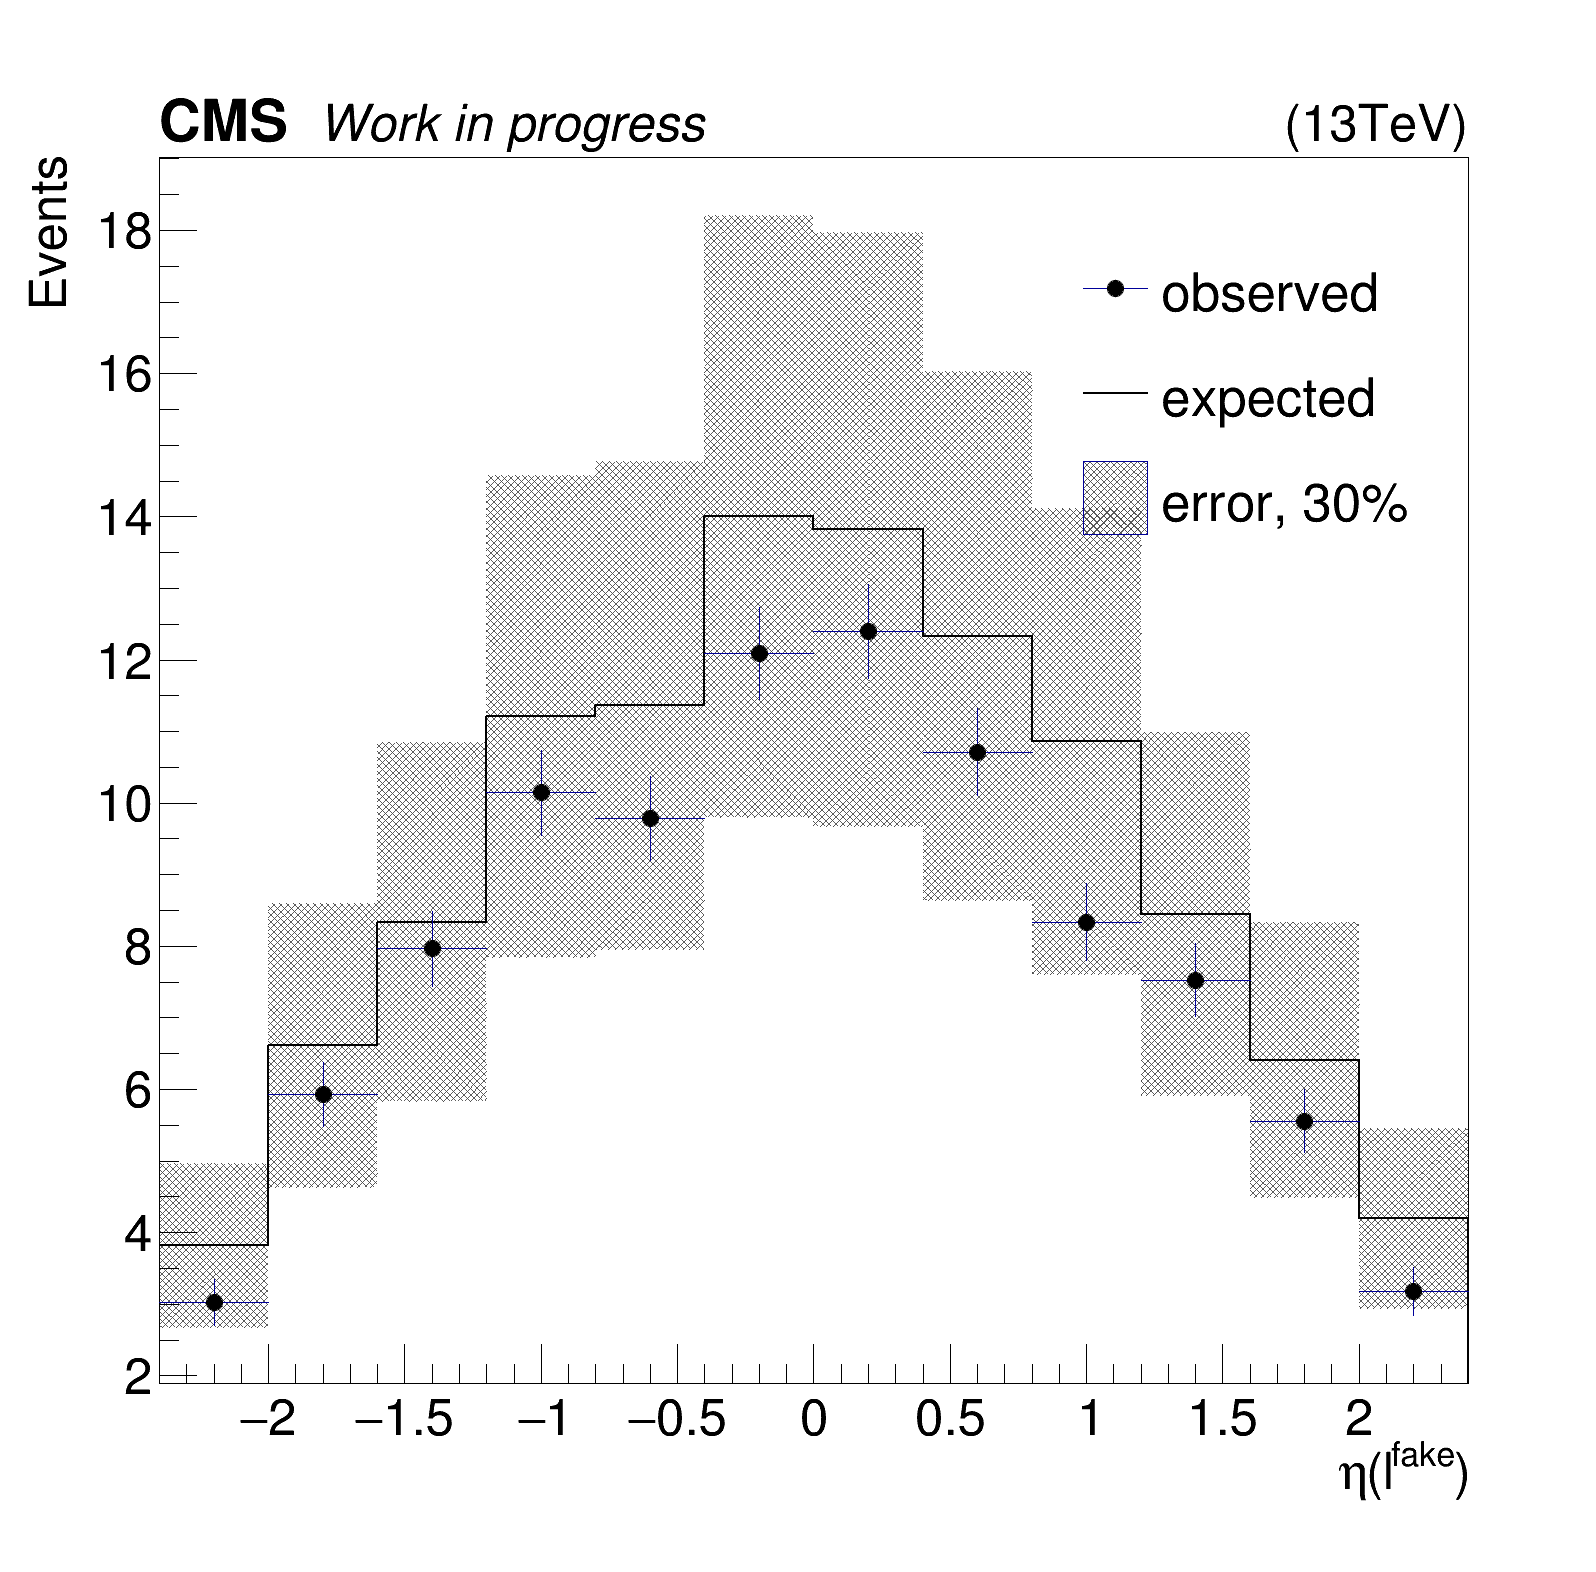 CMS Work in progress (13TeV)
Events
18
16
14
12
10
8
6
4
2
observed
expected
error, 30%
−2 −1.5 −1 −0.5 0 0.5 1 1.5 2
η(l^fake)